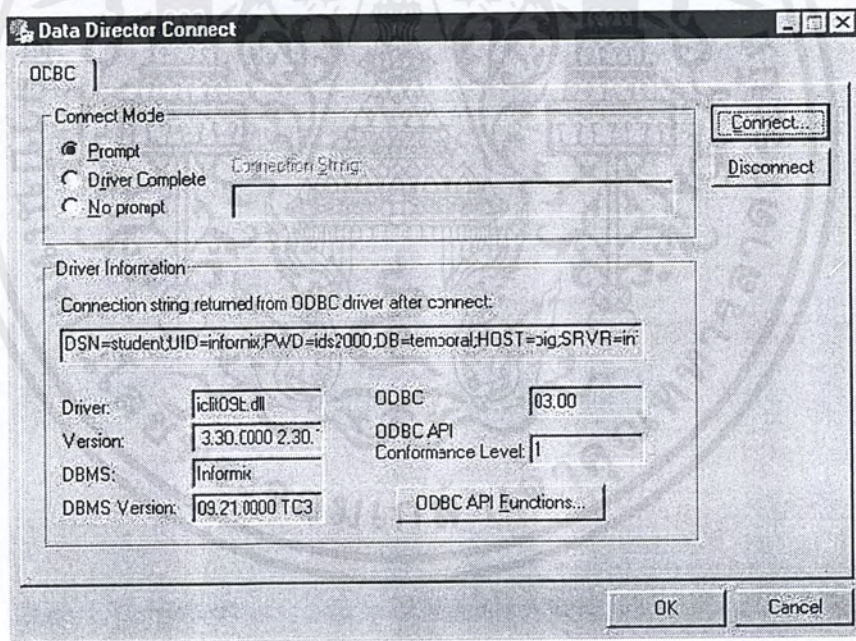 Data Director Connect
ODBC
Connect Mode
Prompt
Driver Complete
No prompt
Connection String:
Connect...
Disconnect
Driver Information
Connection string returned from ODBC driver after connect:
DSN=student;UID=informix;PWD=ids2000;DB=temporal;HOST=pig;SRVR=in
Driver:
iclit09b.dll
ODBC
03.00
Version:
3.30.0000 2.30.
ODBC API
Conformance Level:
1
DBMS:
Informix
DBMS Version:
09.21.0000 TC3
ODBC API Functions...
OK
Cancel